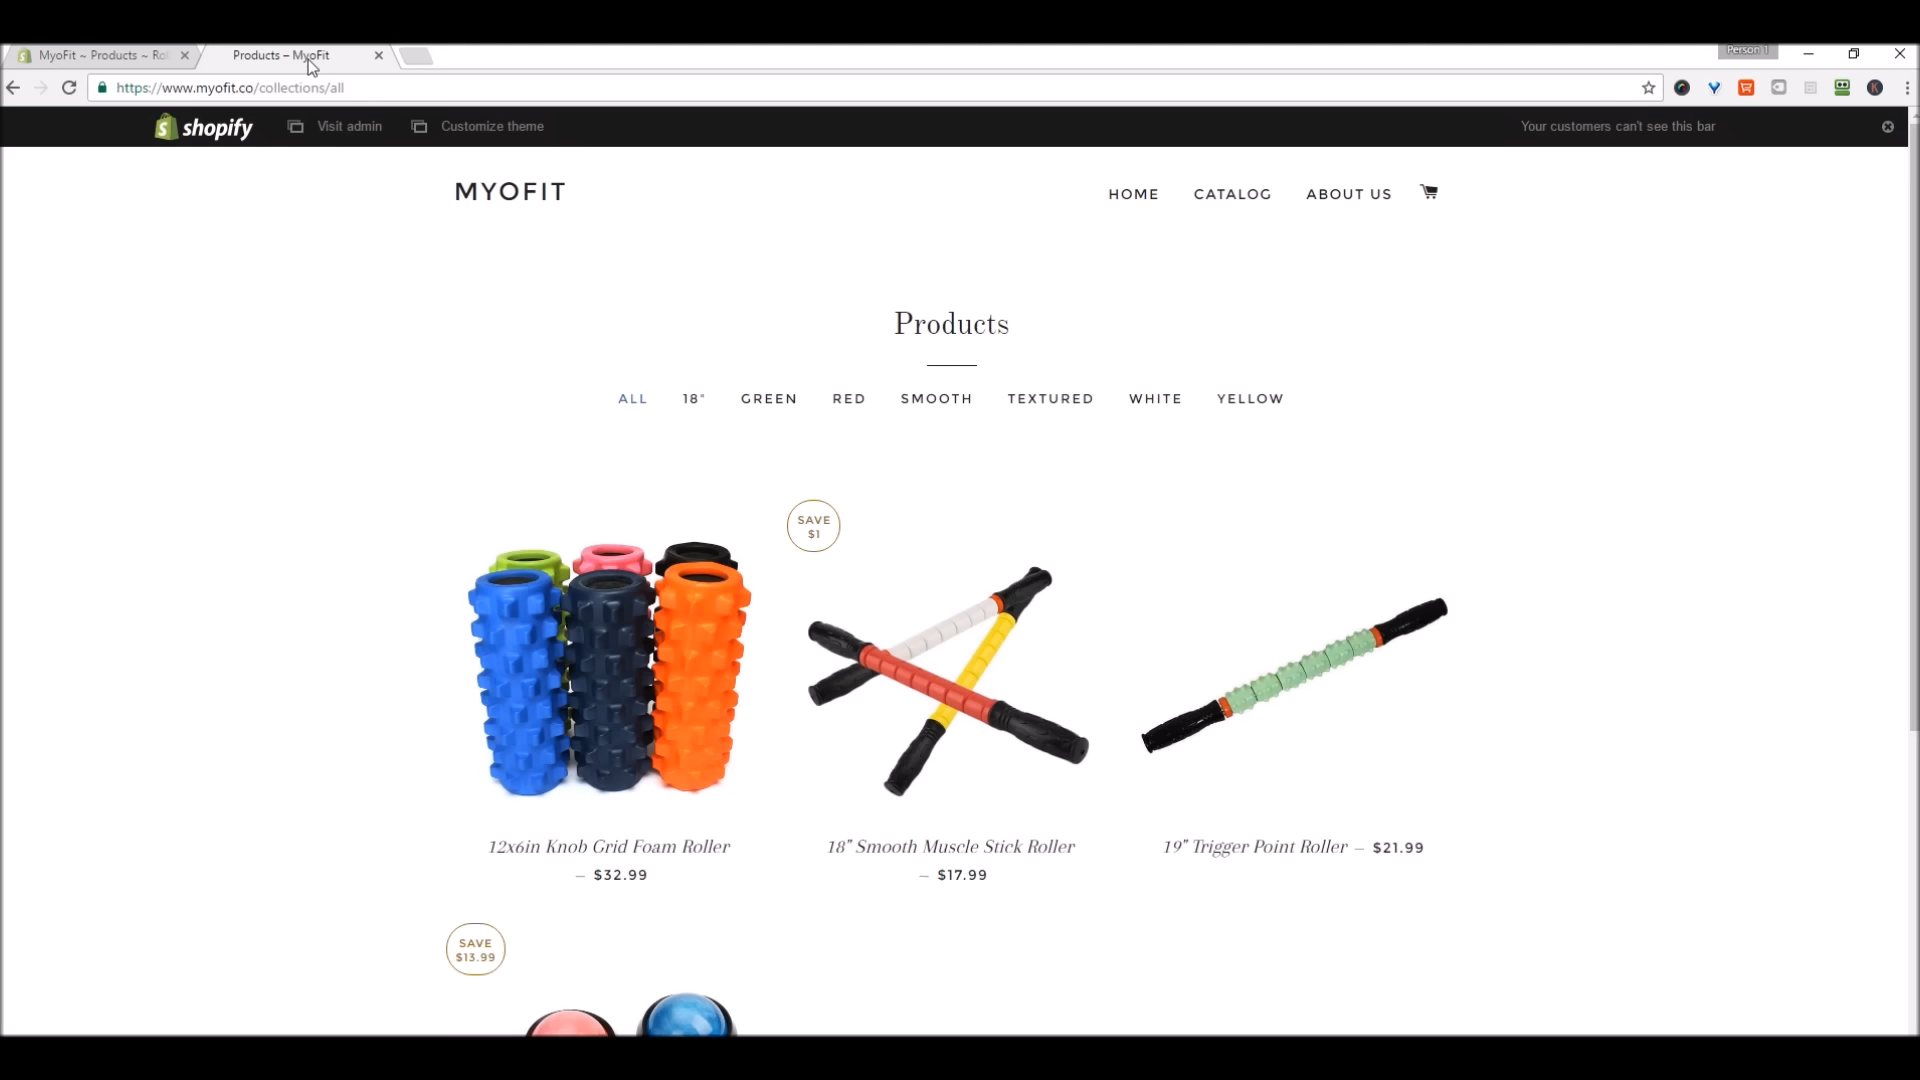 MyoFit ~ Products ~ Ro
Products – MyoFit
Person 1
https://www.myofit.co/collections/all
shopify
Visit admin
Customize theme
Your customers can't see this bar
MYOFIT
HOME
CATALOG
ABOUT US
Products
ALL
18"
GREEN
RED
SMOOTH
TEXTURED
WHITE
YELLOW
SAVE
$1
12x6in Knob Grid Foam Roller
– $32.99
18" Smooth Muscle Stick Roller
– $17.99
19" Trigger Point Roller – $21.99
SAVE
$13.99